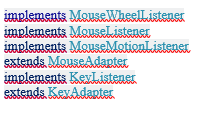 implements MouseWheelListener
implements MouseListener
implements MouseMotionListener
extends MouseAdapter
implements KeyListener
extends KeyAdapter